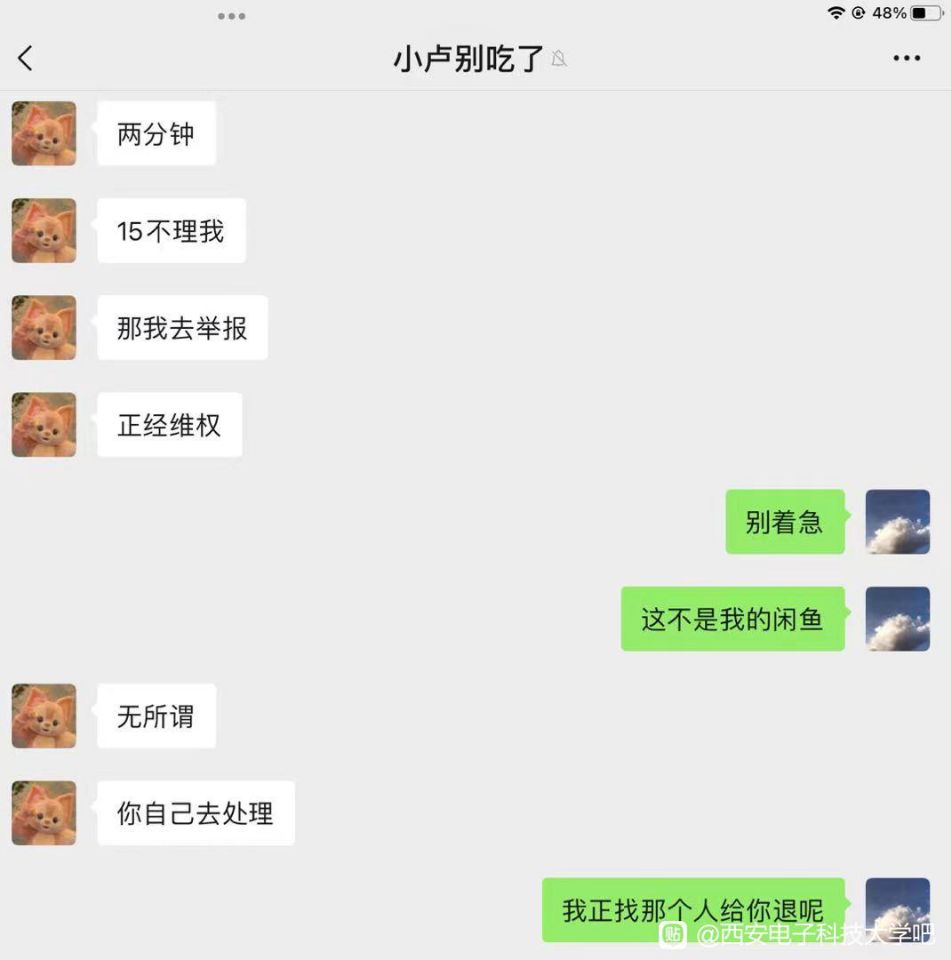 48%
小卢别吃了
两分钟
15不理我
那我去举报
正经维权
别着急
这不是我的闲鱼
无所谓
你自己去处理
我正找那个人给你退呢
贴 @西安电子科技大学吧